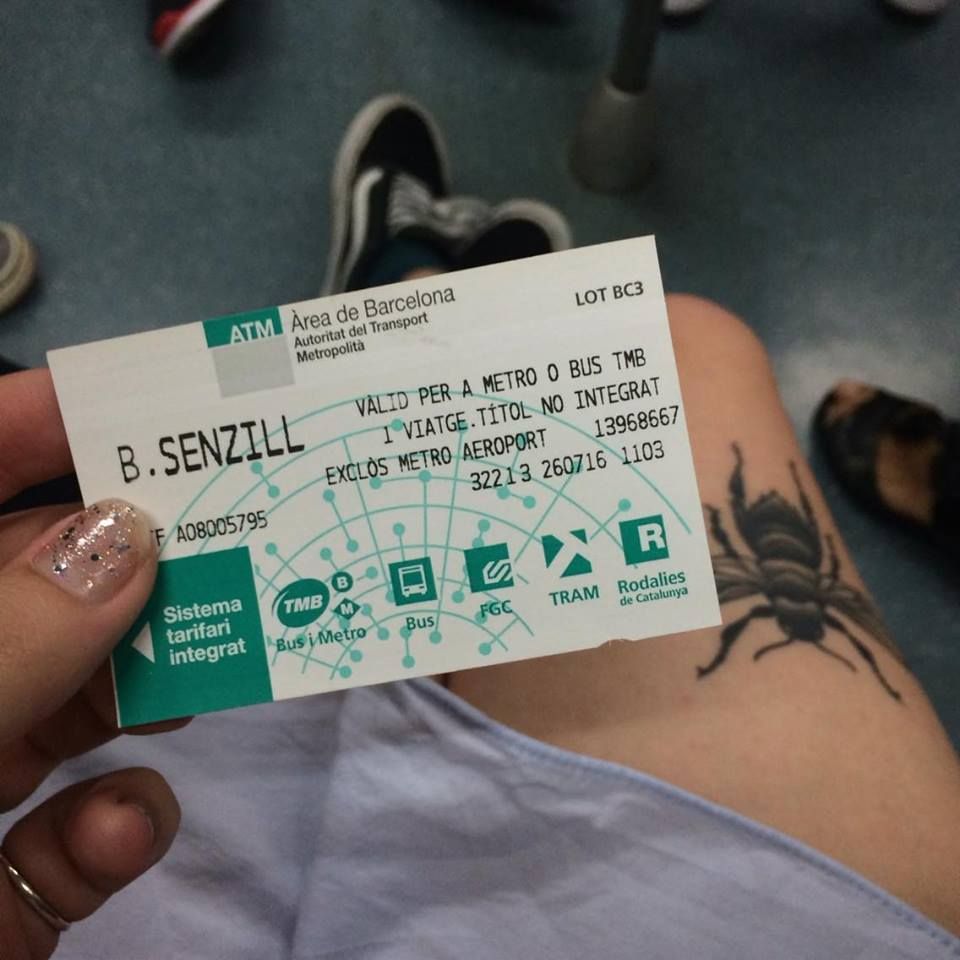 ATM Àrea de Barcelona
Autoritat del Transport
Metropolità
LOT BC3
B.SENZILL
VÀLID PER A METRO O BUS TMB
1 VIATGE.TÍTOL NO INTEGRAT
EXCLÒS METRO AEROPORT 13968667
32213 260716 1103
A08005795
Sistema
tarifari
integrat
TMB B M
Bus i Metro
Bus
FGC
TRAM
R
Rodalies
de Catalunya